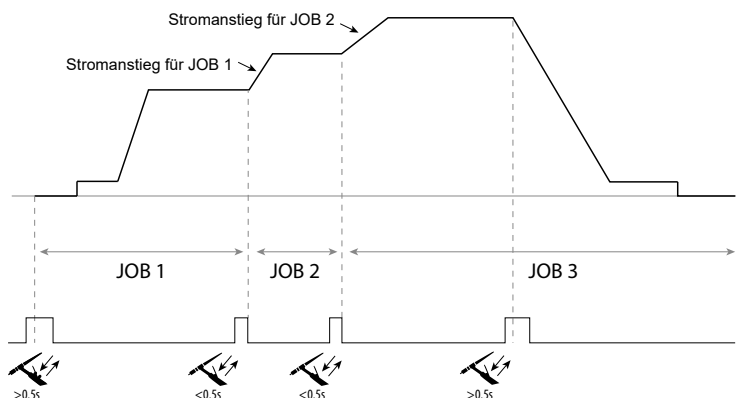 Stromanstieg für JOB 2
Stromanstieg für JOB 1
JOB 1
JOB 2
JOB 3
>0.5s
<0.5s
<0.5s
>0.5s